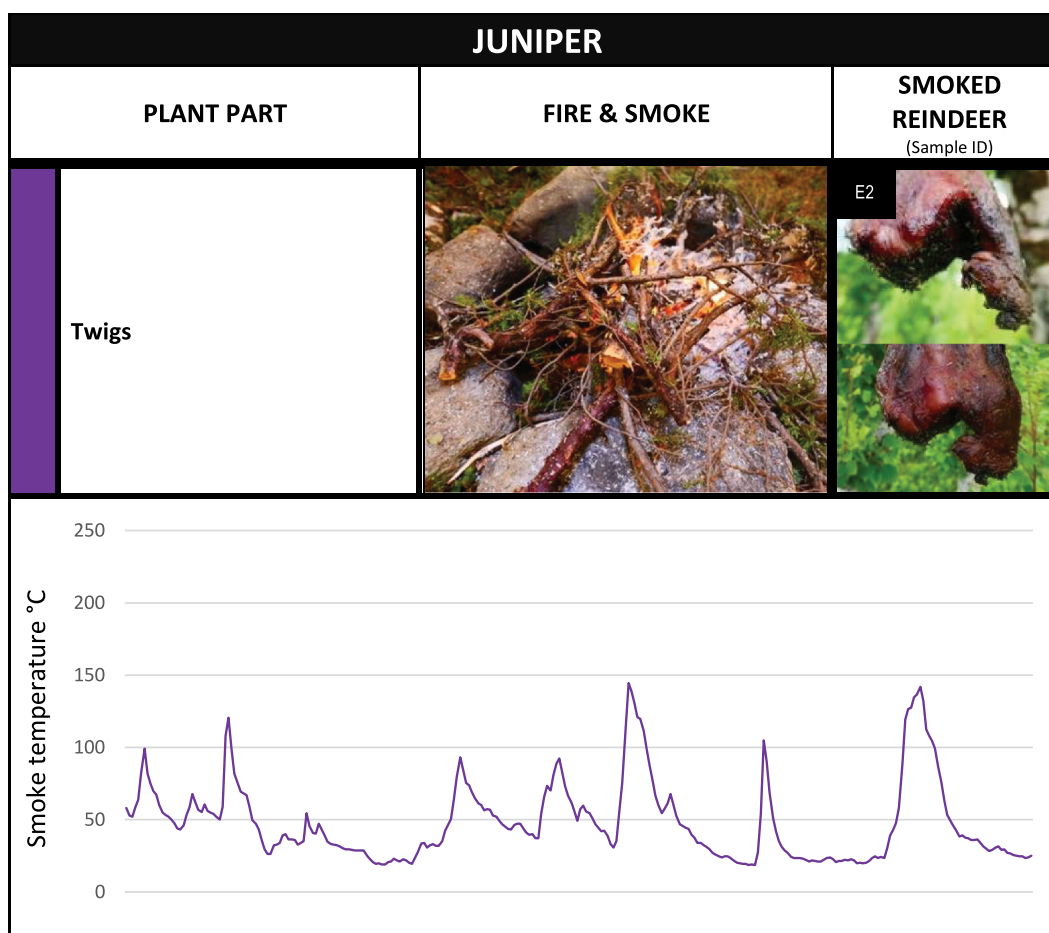 JUNIPER
PLANT PART
FIRE & SMOKE
SMOKED
REINDEER
(Sample ID)
E2
Twigs
250
200
150
100
50
0
Smoke temperature °C